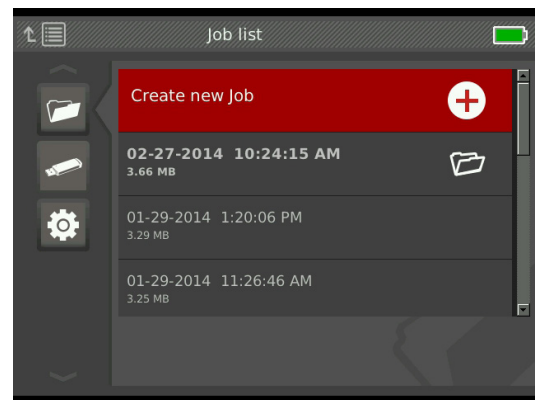 Job list
Create new Job
02-27-2014 10:24:15 AM
3.66 MB
01-29-2014 1:20:06 PM
3.29 MB
01-29-2014 11:26:46 AM
3.25 MB